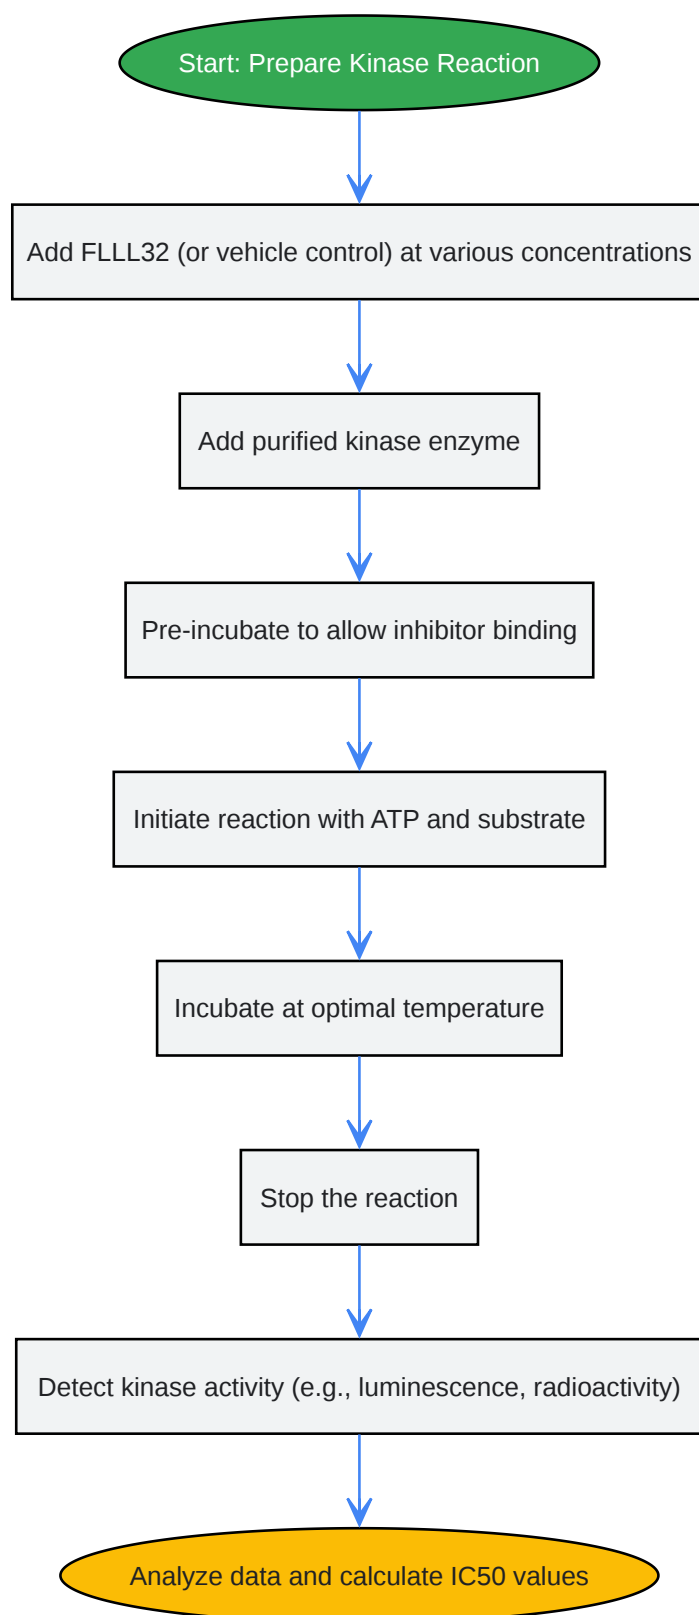 Start: Prepare Kinase Reaction
Add FLLL32 (or vehicle control) at various concentrations
Add purified kinase enzyme
Pre-incubate to allow inhibitor binding
Initiate reaction with ATP and substrate
Incubate at optimal temperature
Stop the reaction
Detect kinase activity (e.g., luminescence, radioactivity)
Analyze data and calculate IC50 values